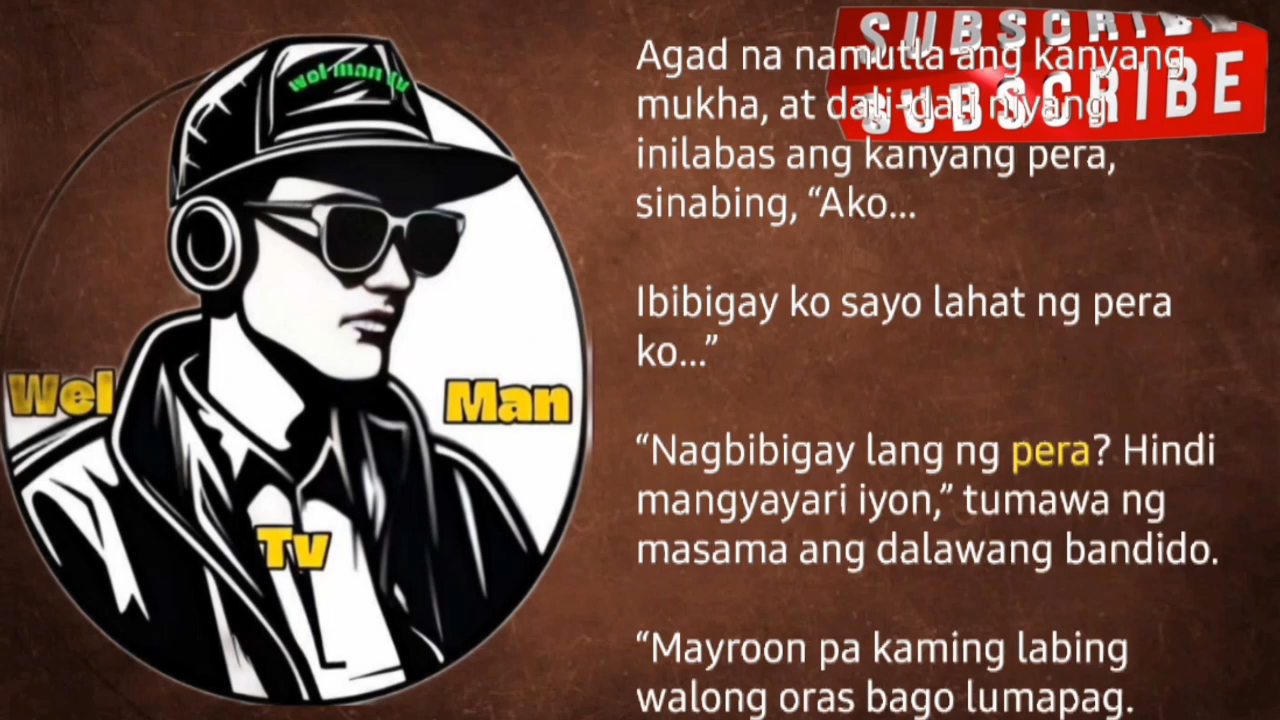 SUBSCRIBE
SUBSCRIBE
wel man tv
Wel
Man
Tv
Agad na namutla ang kanyang
mukha, at dali-dali niyang
inilabas ang kanyang pera,
sinabing, “Ako...
Ibibigay ko sayo lahat ng pera
ko...”
“Nagbibigay lang ng pera? Hindi
mangyayari iyon,” tumawa ng
masama ang dalawang bandido.
“Mayroon pa kaming labing
walong oras bago lumapag.